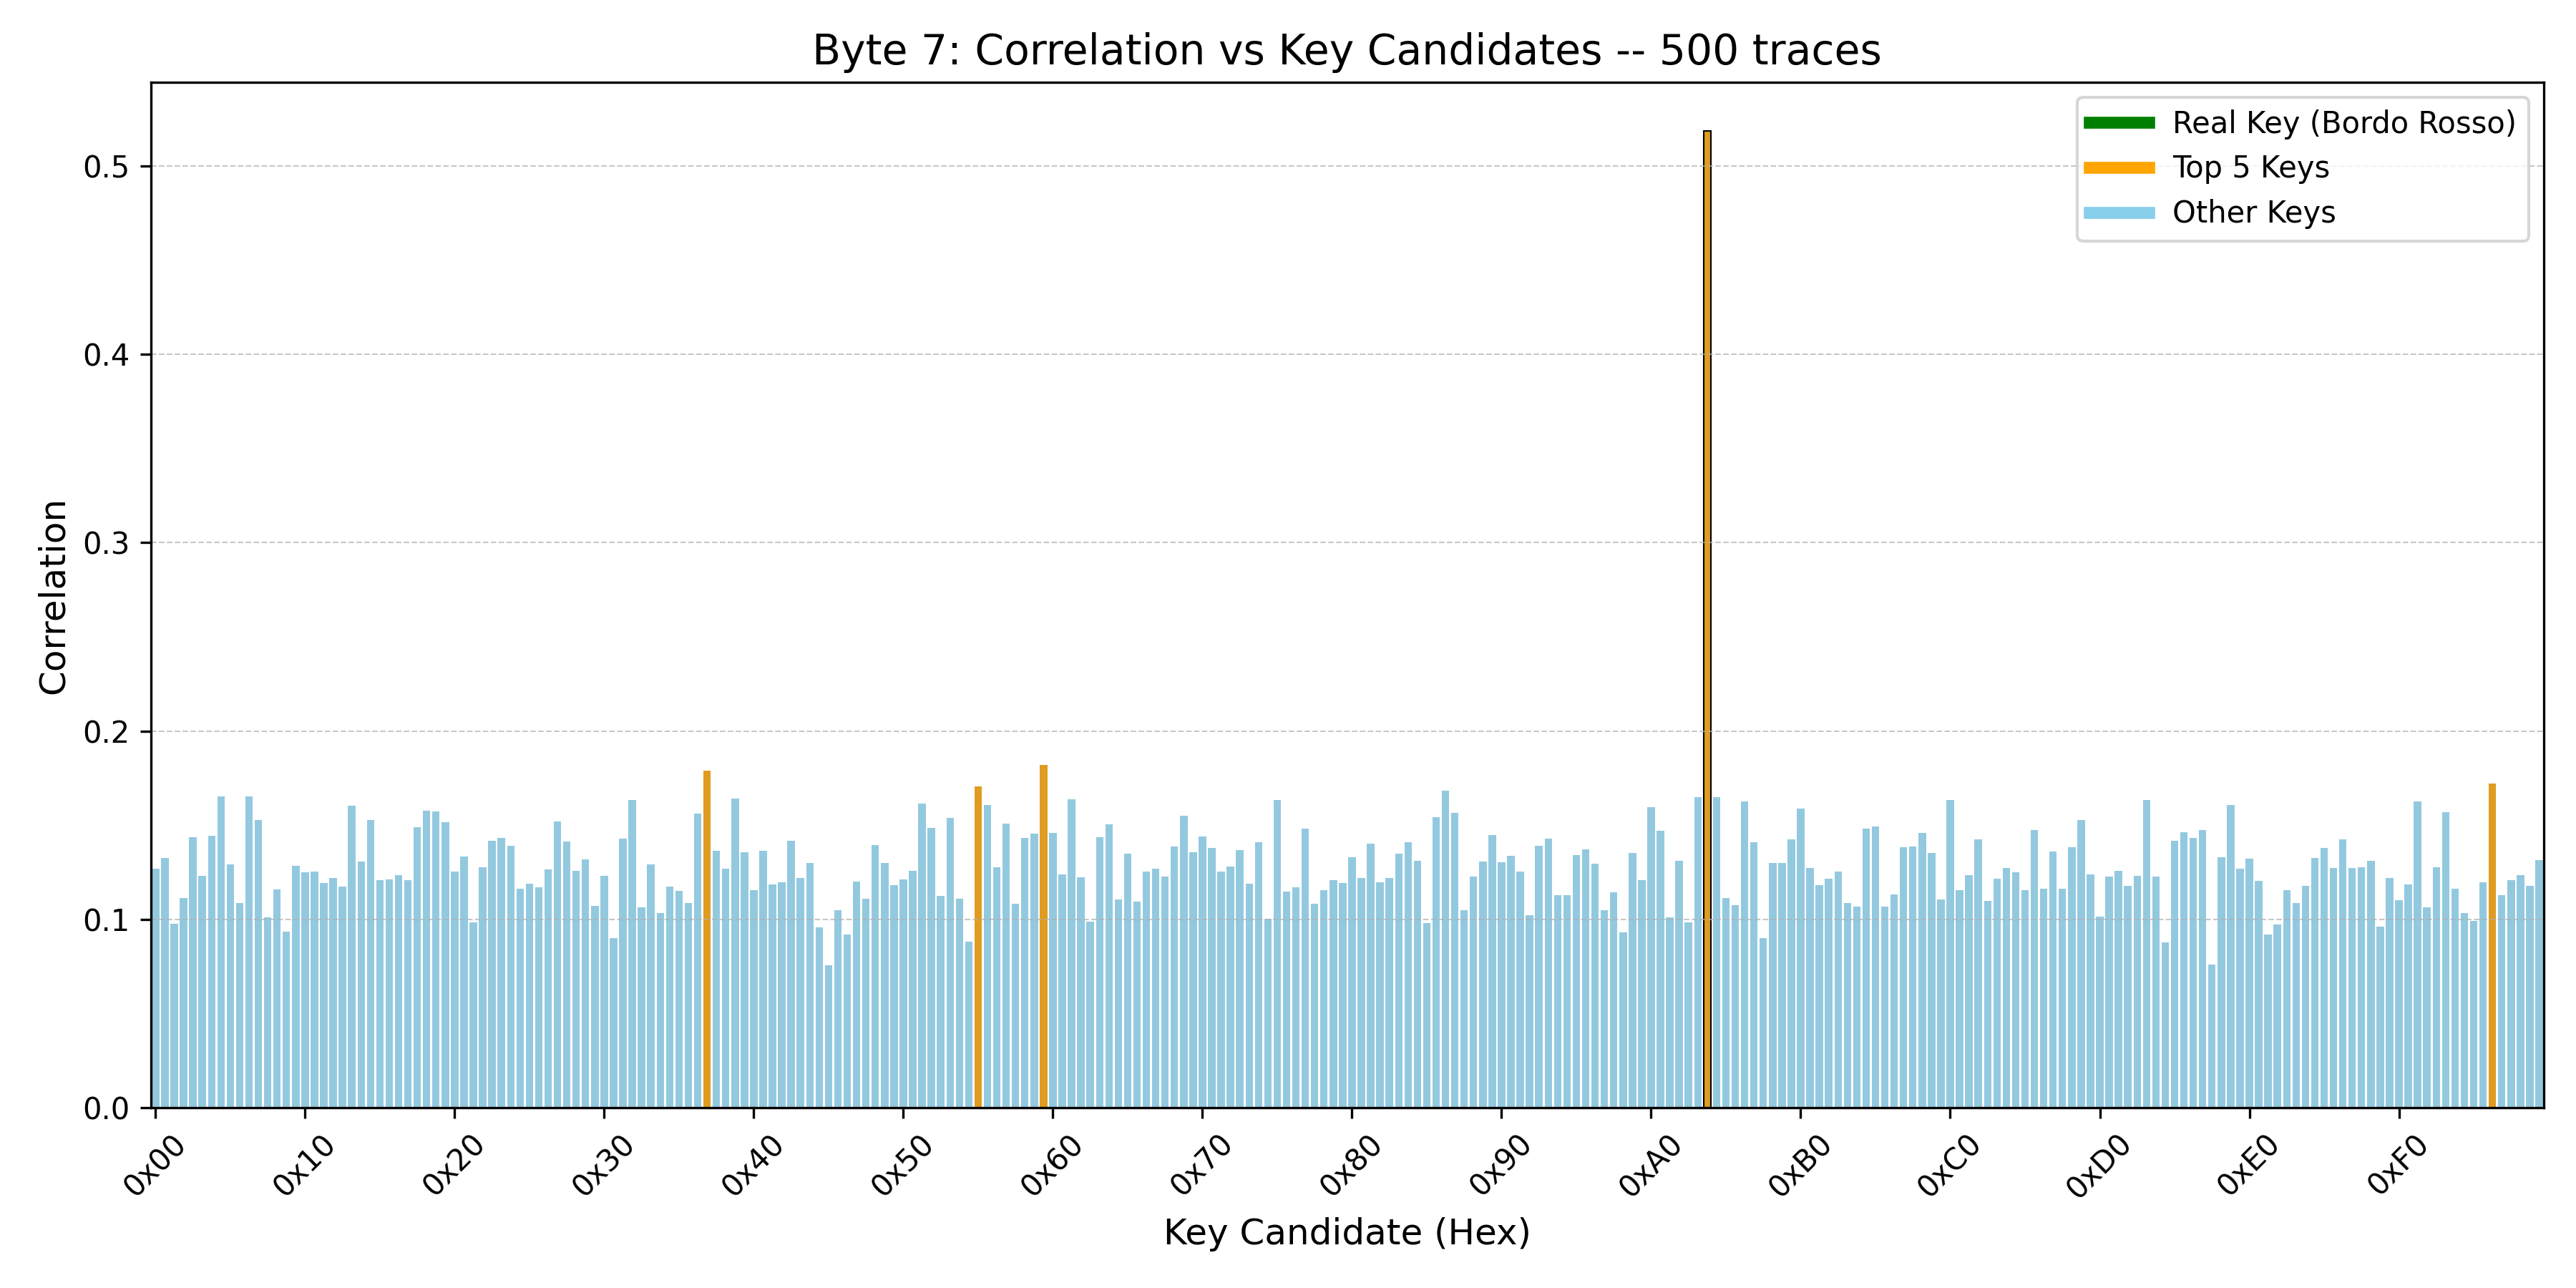 Byte 7: Correlation vs Key Candidates -- 500 traces
Real Key (Bordo Rosso)
Top 5 Keys
Other Keys
Correlation
0.5
0.4
0.3
0.2
0.1
0.0
0x00 0x10 0x20 0x30 0x40 0x50 0x60 0x70 0x80 0x90 0xA0 0xB0 0xC0 0xD0 0xE0 0xF0
Key Candidate (Hex)